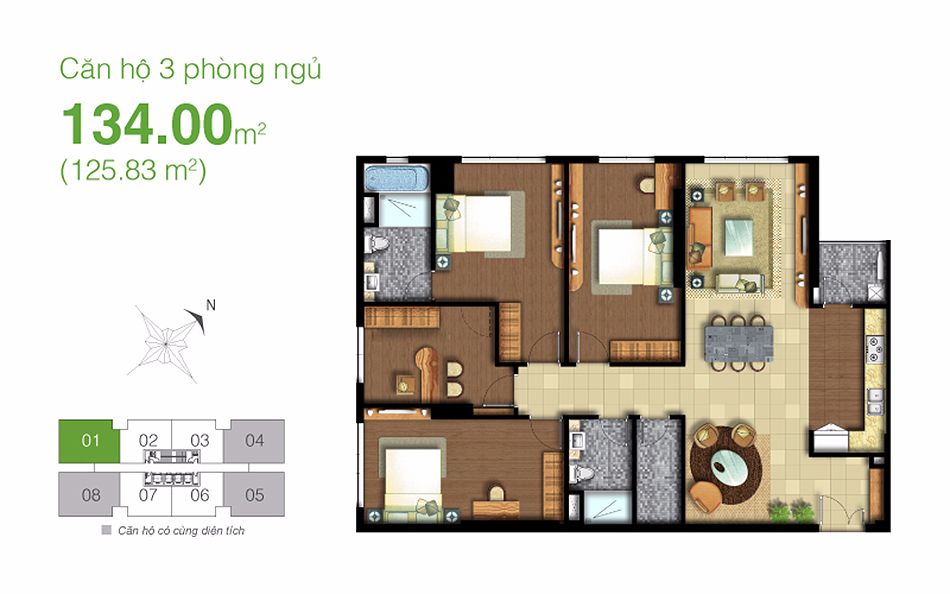 Căn hộ 3 phòng ngủ
134.00m²
(125.83 m²)
N
01 02 03 04
08 07 06 05
Căn hộ có cùng diện tích